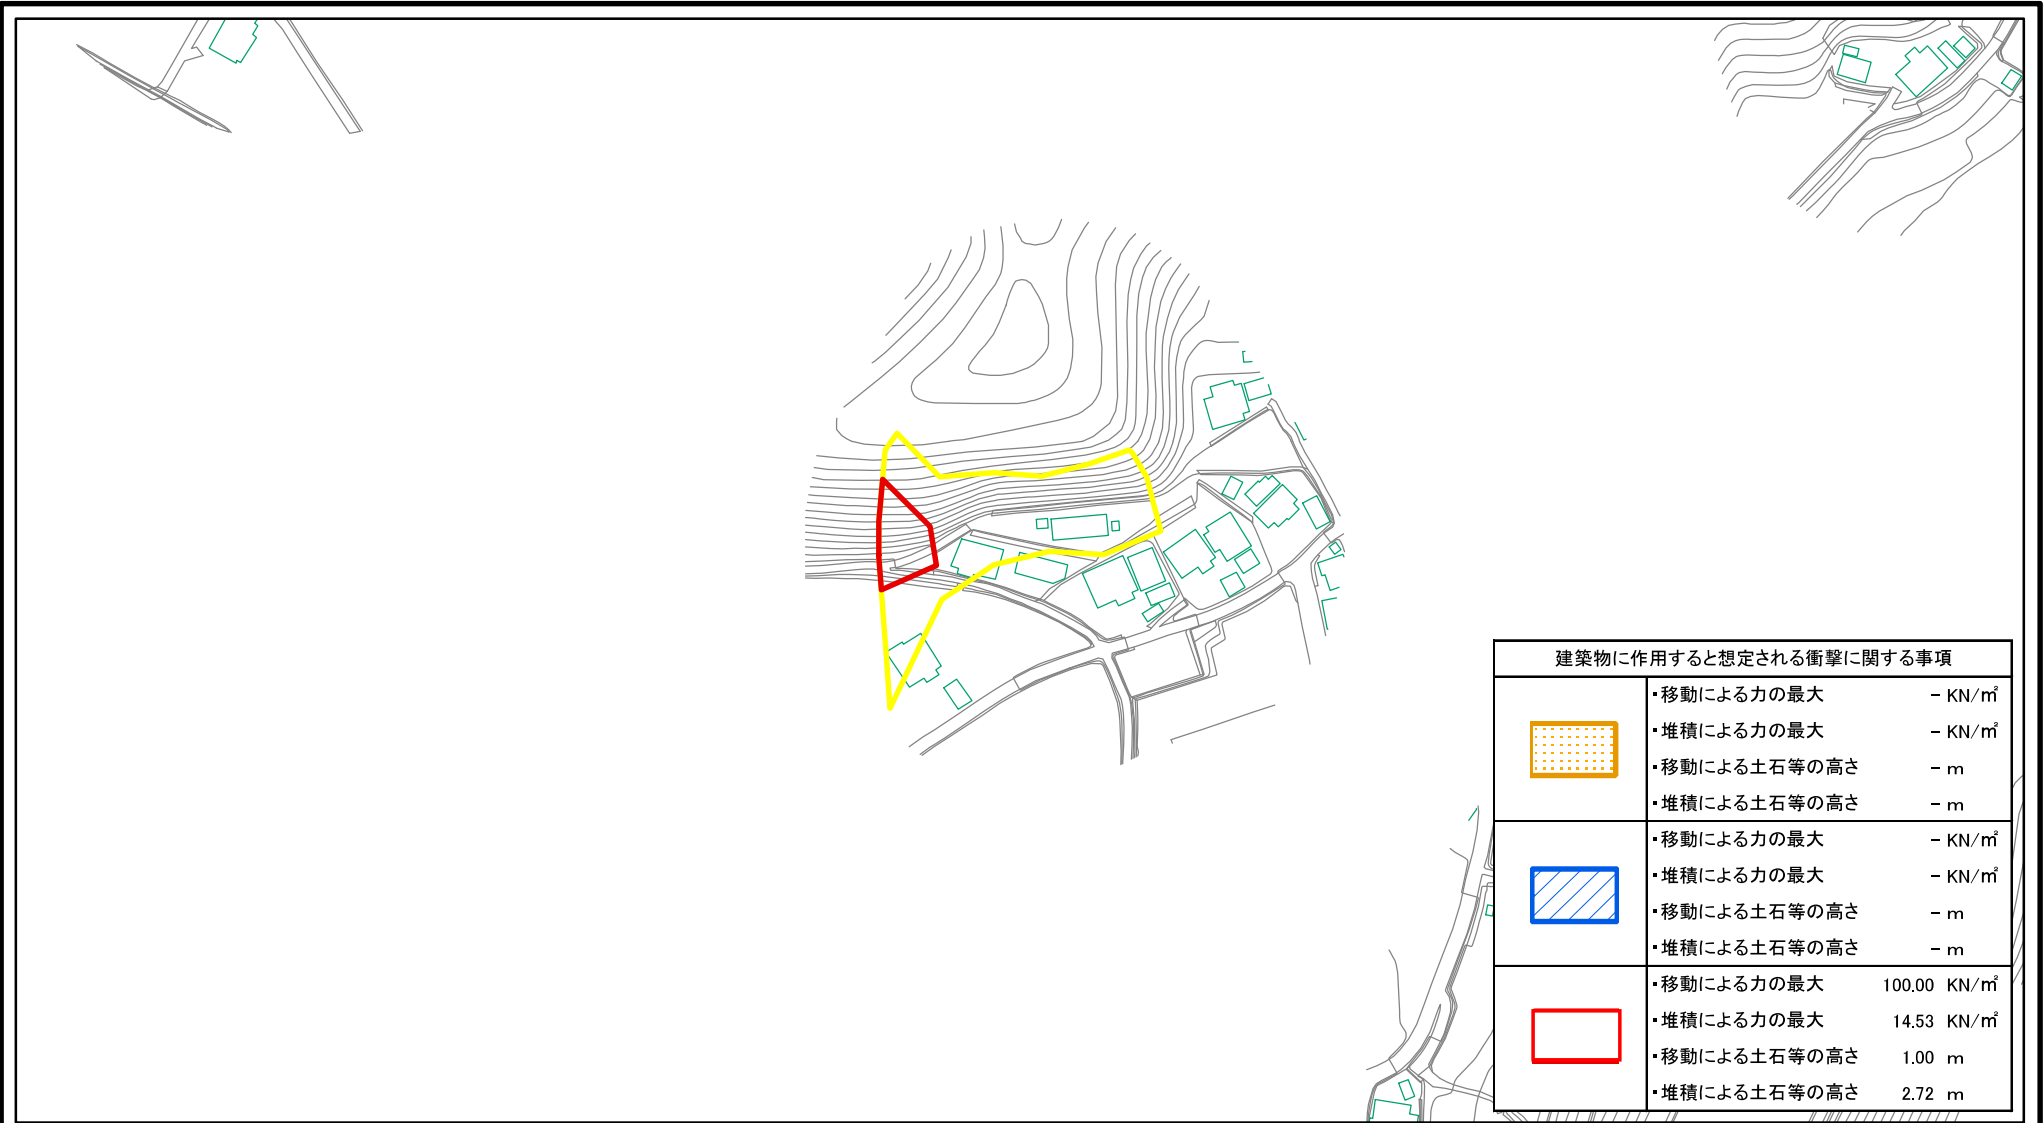 建築物に作用すると想定される衝撃に関する事項
・移動による力の最大 - KN/㎡
・堆積による力の最大 - KN/㎡
・移動による土石等の高さ - m
・堆積による土石等の高さ - m
・移動による力の最大 - KN/㎡
・堆積による力の最大 - KN/㎡
・移動による土石等の高さ - m
・堆積による土石等の高さ - m
・移動による力の最大 100.00 KN/㎡
・堆積による力の最大 14.53 KN/㎡
・移動による土石等の高さ 1.00 m
・堆積による土石等の高さ 2.72 m